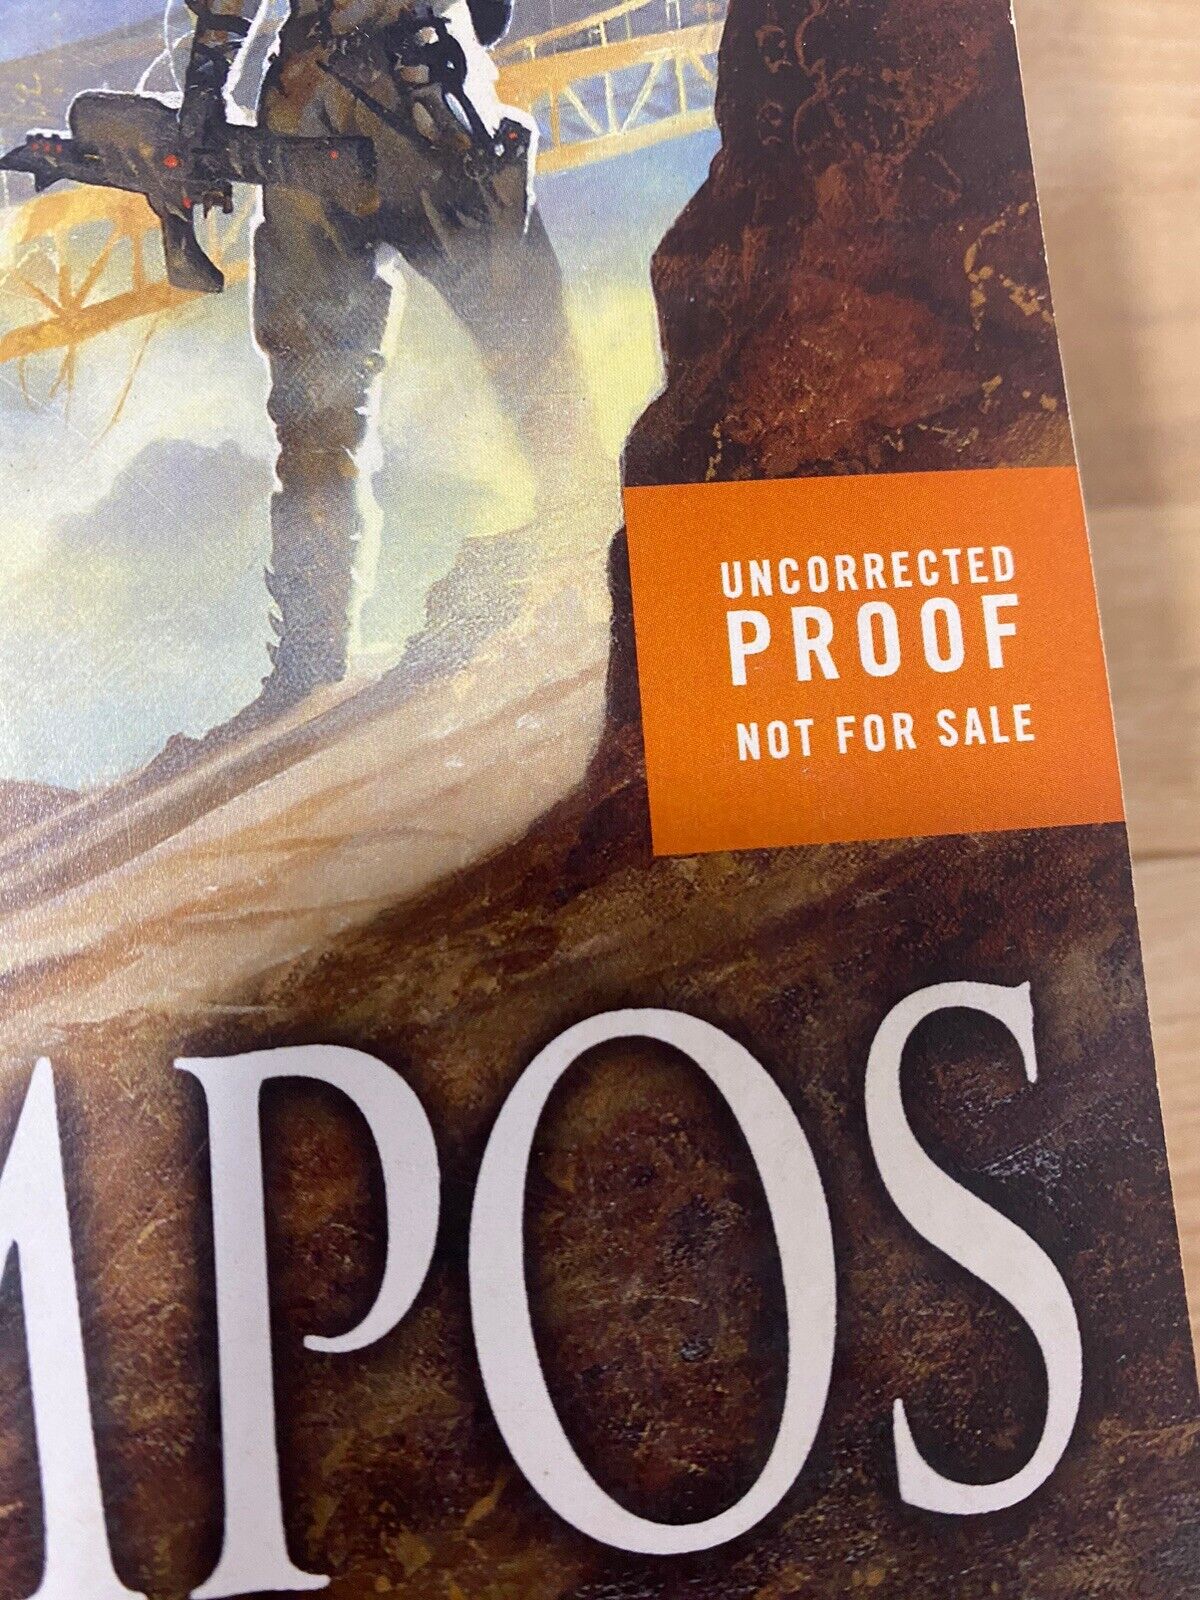 UNCORRECTED
PROOF
NOT FOR SALE
MPOS